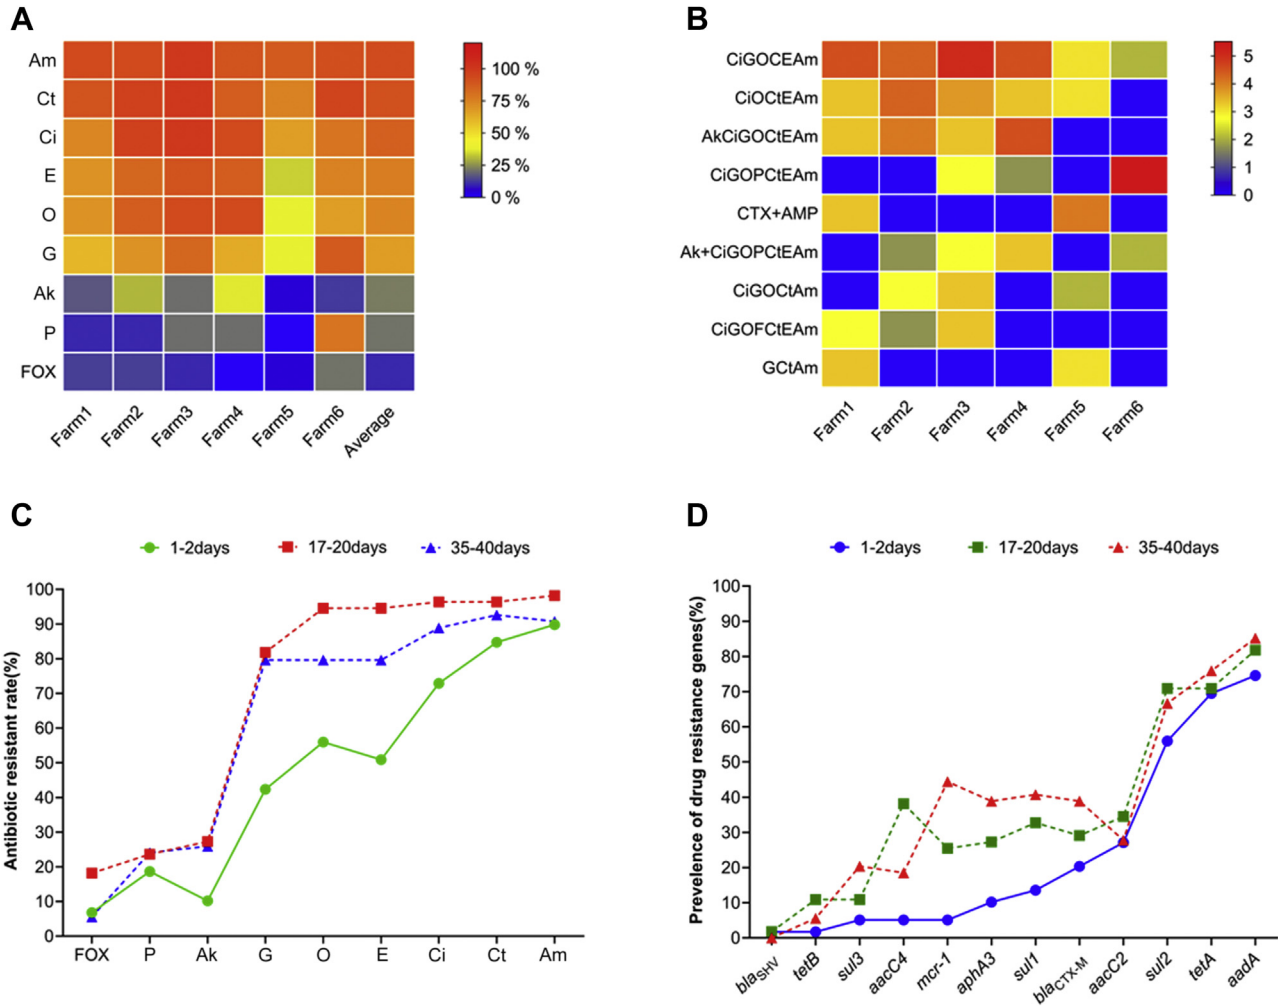 A
Am
Ct
Ci
E
O
G
Ak
P
FOX
Farm1
Farm2
Farm3
Farm4
Farm5
Farm6
Average
100 %
75 %
50 %
25 %
0 %
B
CiGOCEAm
CiOCtEAm
AkCiGOCtEAm
CiGOPCtEAm
CTX+AMP
Ak+CiGOPCtEAm
CiGOCtAm
CiGOFCtEAm
GCtAm
Farm1
Farm2
Farm3
Farm4
Farm5
Farm6
5
4
3
2
1
0
C
1-2days
17-20days
35-40days
Antibiotic resistant rate(%)
100
90
80
70
60
50
40
30
20
10
0
FOX
P
Ak
G
O
E
Ci
Ct
Am
D
1-2days
17-20days
35-40days
Prevelence of drug resistance genes(%)
100
90
80
70
60
50
40
30
20
10
0
blaSHV
tetB
sul3
aacC4
mcr-1
aphA3
sul1
blaCTX-M
aacC2
sul2
tetA
aadA